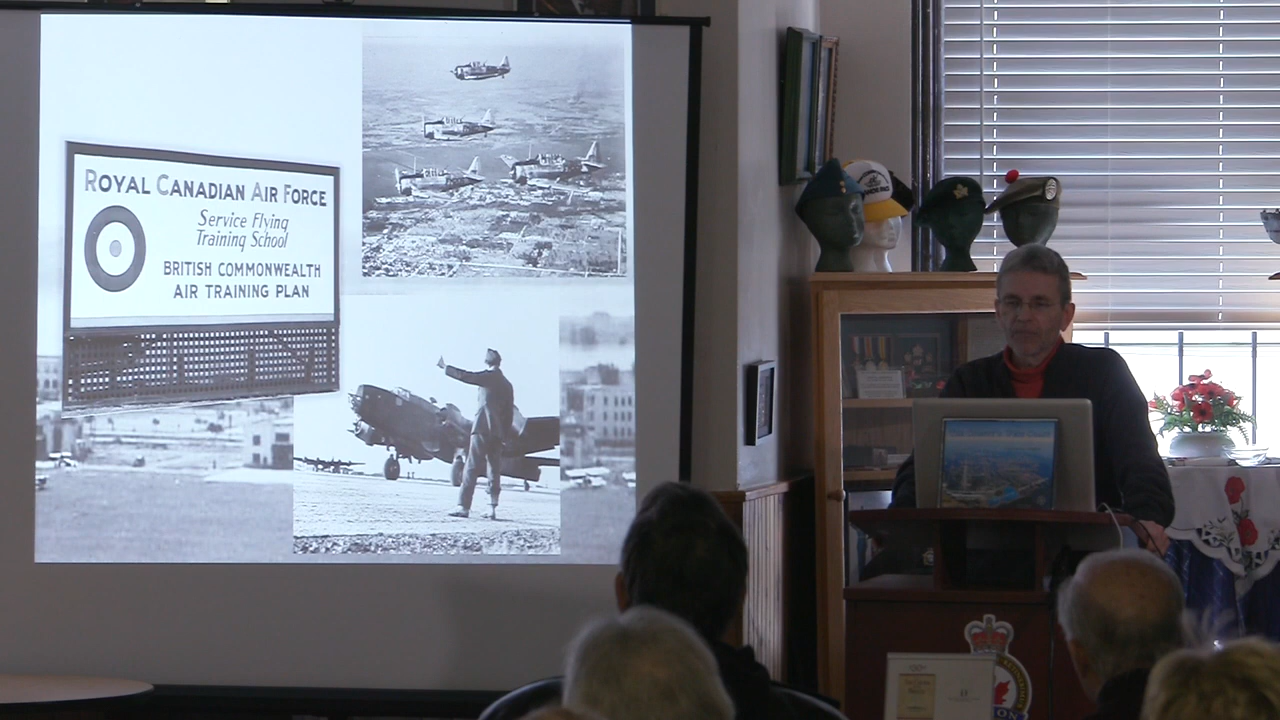 ROYAL CANADIAN AIR FORCE
Service Flying
Training School
BRITISH COMMONWEALTH
AIR TRAINING PLAN